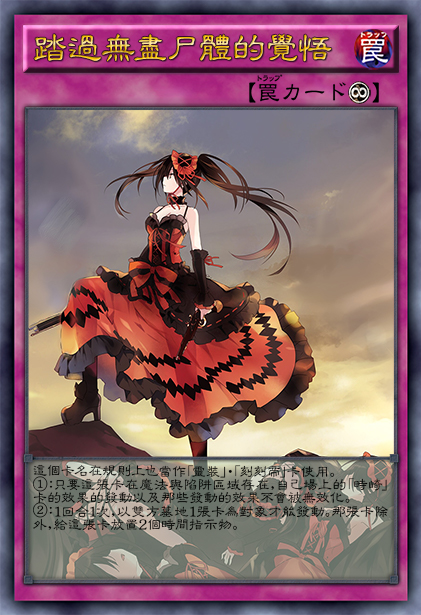 踏過無盡尸體的覺悟
トラップ
罠
トラップ
【罠カード】
這個卡名在規則上也當作「靈裝」・「刻刻帝」卡使用。
①:只要這張卡在魔法與陷阱區域存在,自己場上的「時崎」
卡的效果的發動以及那些發動的效果不會被無效化。
②:1回合1次,以雙方墓地1張卡為對象才能發動。那張卡除
外,給這張卡放置2個時間指示物。